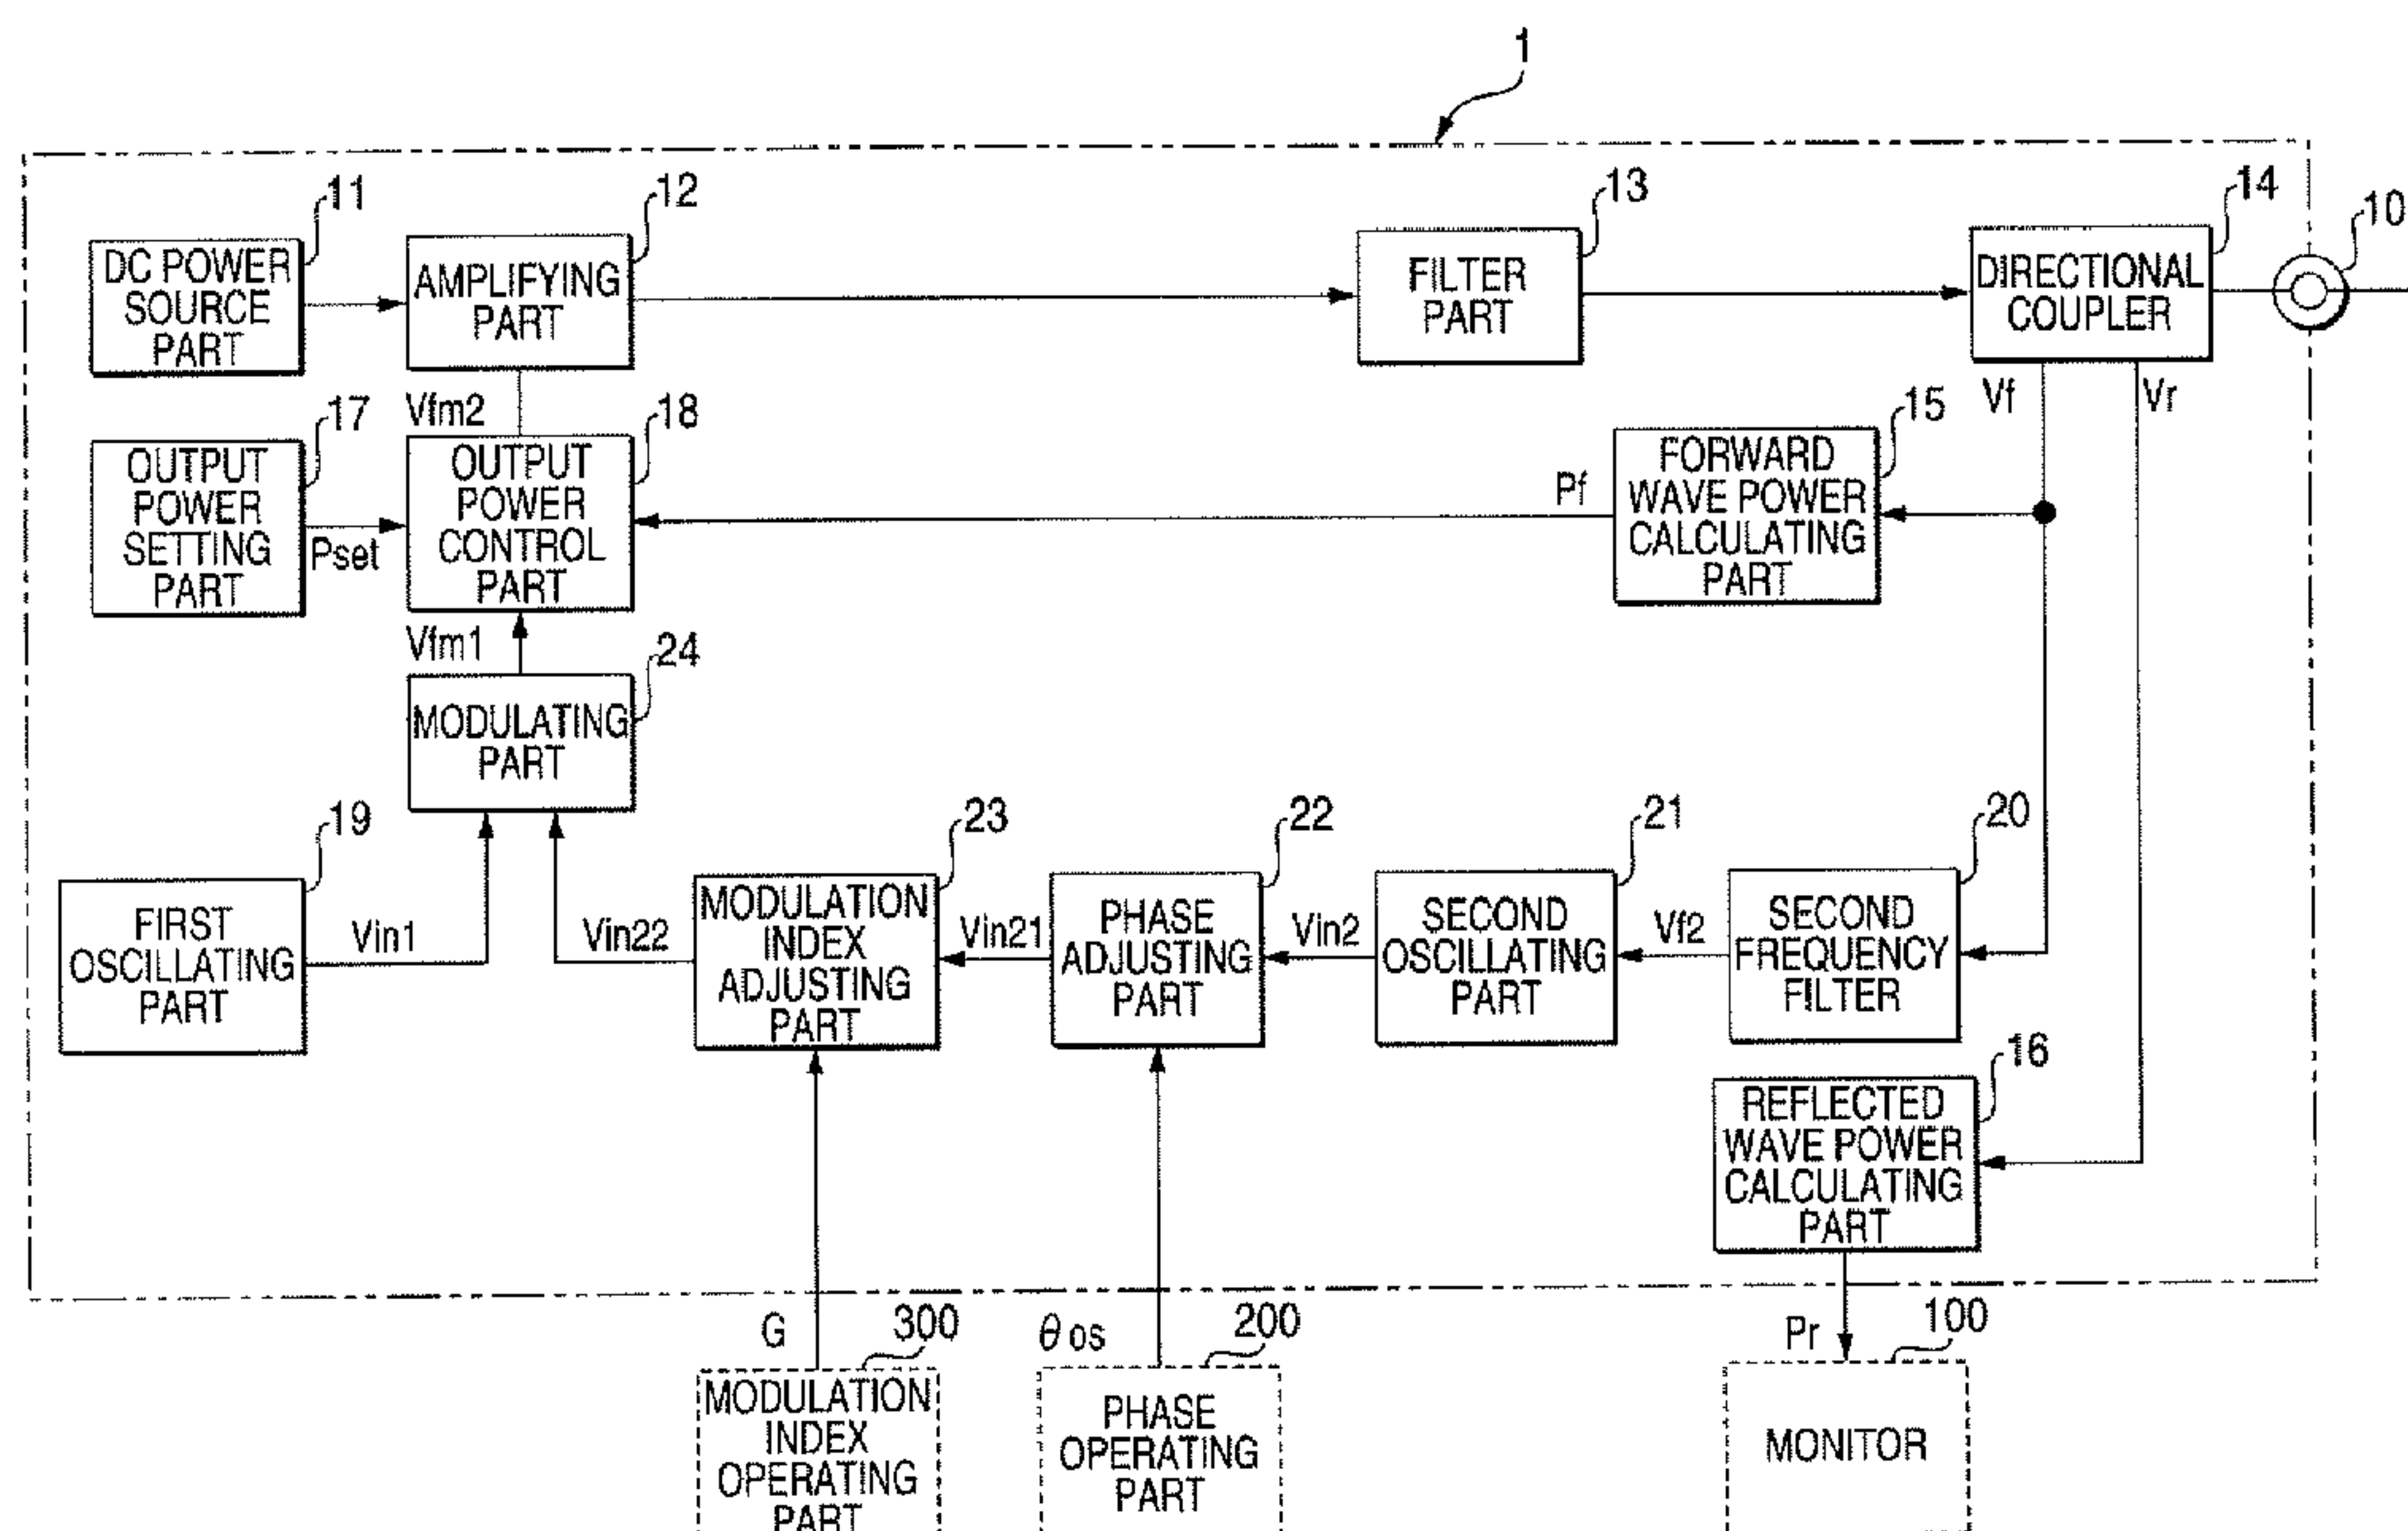 1
11
12
13
14
10
DC POWER
SOURCE
PART
AMPLIFYING
PART
FILTER
PART
DIRECTIONAL
COUPLER
Vfm2
Vf
Vr
17
18
15
OUTPUT
POWER
SETTING
PART
Pset
OUTPUT
POWER
CONTROL
PART
Pf
FORWARD
WAVE POWER
CALCULATING
PART
Vfm1
24
MODULATING
PART
19
23
22
21
20
FIRST
OSCILLATING
PART
Vin1
Vin22
MODULATION
INDEX
ADJUSTING
PART
Vin21
PHASE
ADJUSTING
PART
Vin2
SECOND
OSCILLATING
PART
Vf2
SECOND
FREQUENCY
FILTER
16
REFLECTED
WAVE POWER
CALCULATING
PART
G
300
θos
200
Pr
100
MODULATION
INDEX
OPERATING
PART
PHASE
OPERATING
PART
MONITOR